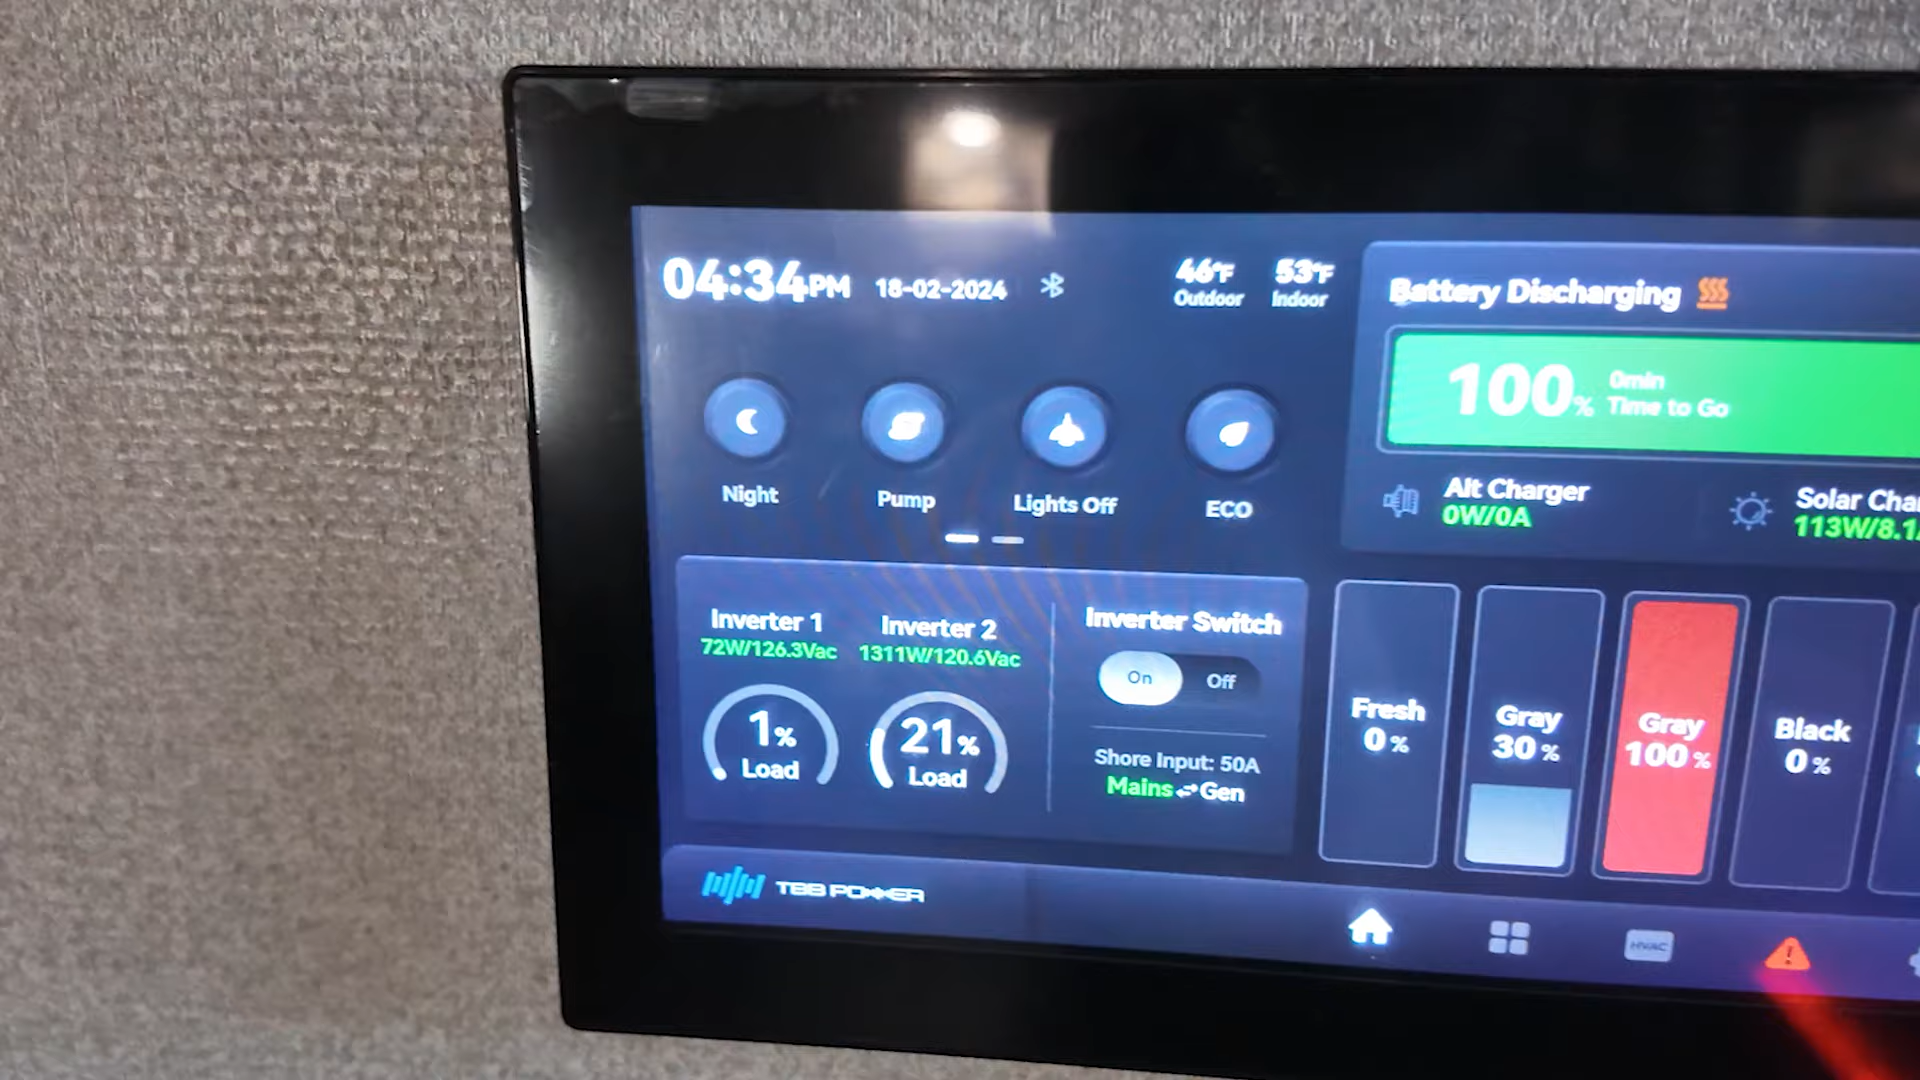 04:34PM 18-02-2024
46°F 53°F
Outdoor Indoor
Night Pump Lights Off ECO
Inverter 1 Inverter 2
72W/126.3Vac 1311W/120.6Vac
1% 21%
Load Load
Inverter Switch
On Off
Shore Input: 50A
Mains Gen
Battery Discharging
100% 0min
Time to Go
Alt Charger Solar
0W/0A 113W/8.1
Fresh Gray Gray Black
0% 30% 100% 0%
TBB POWER
HVAC